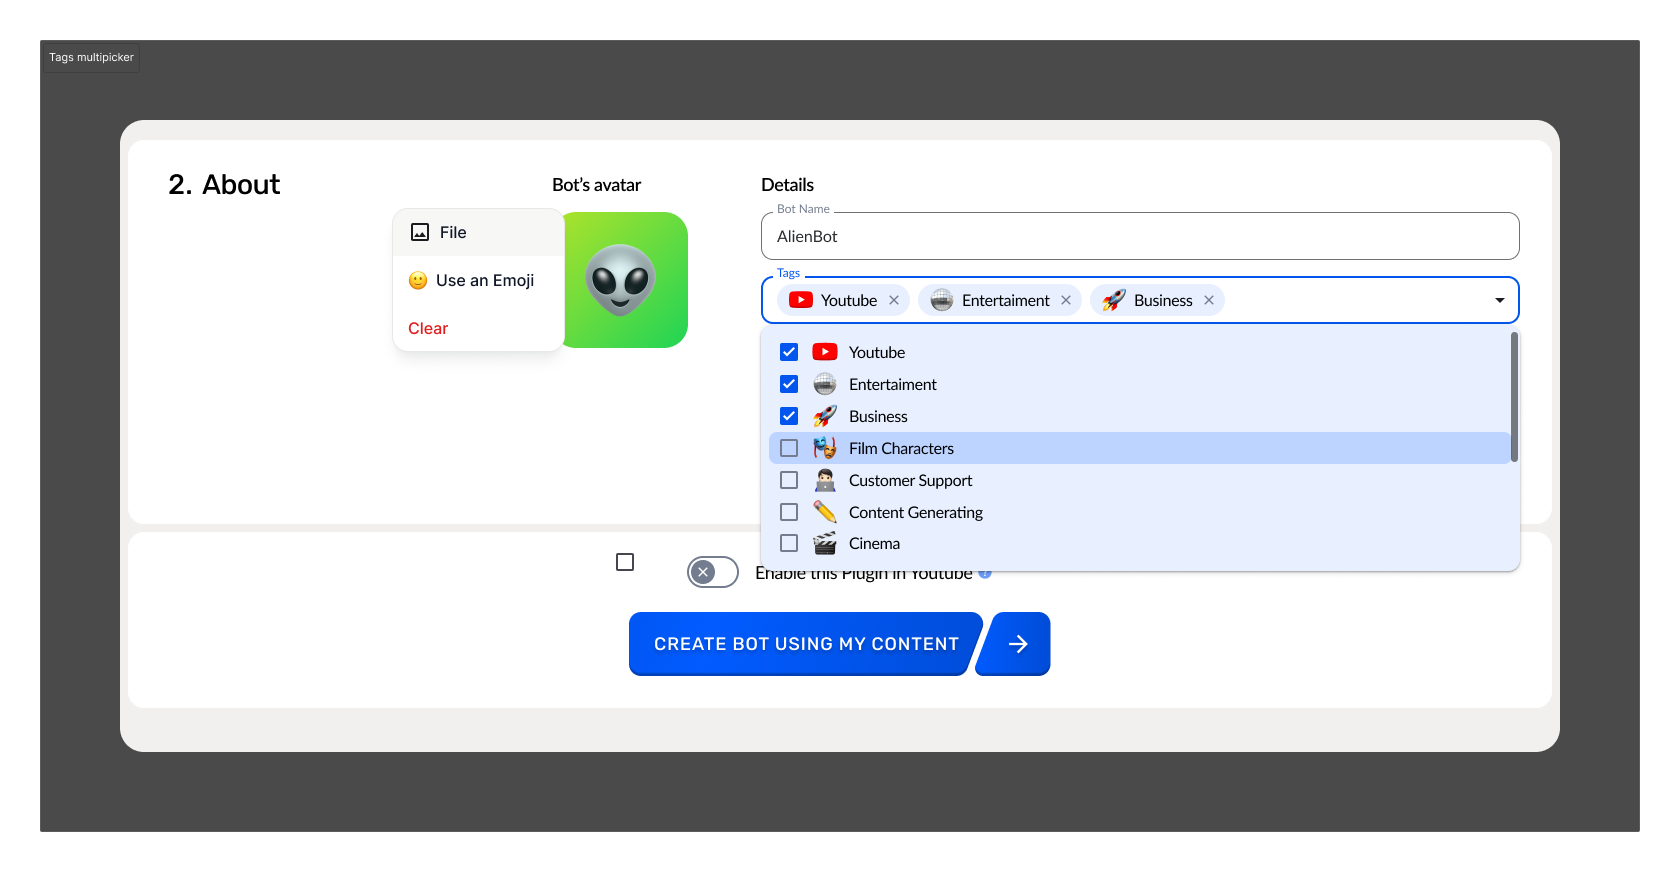 Tags multipicker
2. About
Bot's avatar
File
Use an Emoji
Clear
Details
Bot Name
AlienBot
Tags
Youtube
Entertaiment
Business
Youtube
Entertaiment
Business
Film Characters
Customer Support
Content Generating
Cinema
Enable this Plugin in Youtube
CREATE BOT USING MY CONTENT